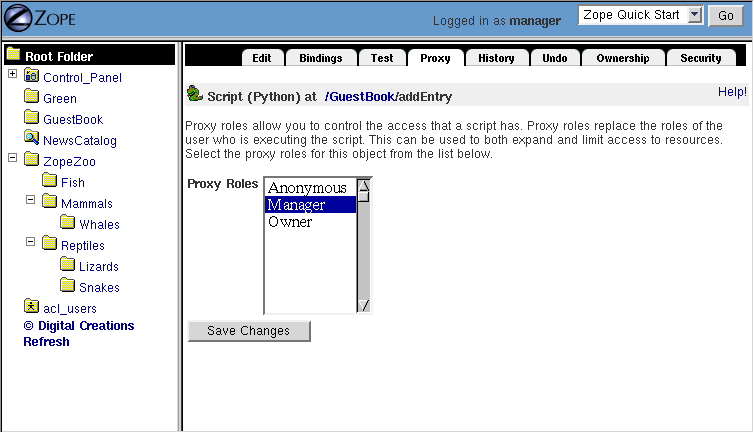 ZOPE
Logged in as manager
Zope Quick Start
Go
Root Folder
Control_Panel
Green
GuestBook
NewsCatalog
ZopeZoo
Fish
Mammals
Whales
Reptiles
Lizards
Snakes
acl_users
© Digital Creations
Refresh
Edit Bindings Test Proxy History Undo Ownership Security
Script (Python) at /GuestBook/addEntry
Help!
Proxy roles allow you to control the access that a script has. Proxy roles replace the roles of the
user who is executing the script. This can be used to both expand and limit access to resources.
Select the proxy roles for this object from the list below.
Proxy Roles
Anonymous
Manager
Owner
Save Changes